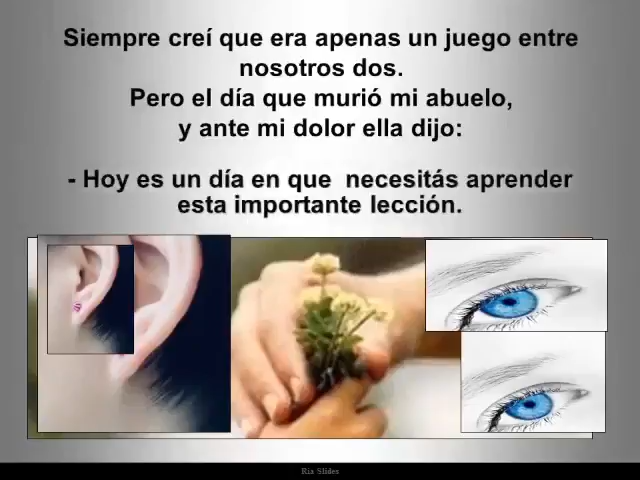 Siempre creí que era apenas un juego entre
nosotros dos.
Pero el día que murió mi abuelo,
y ante mi dolor ella dijo:
- Hoy es un día en que necesitás aprender
esta importante lección.
Ria Slides